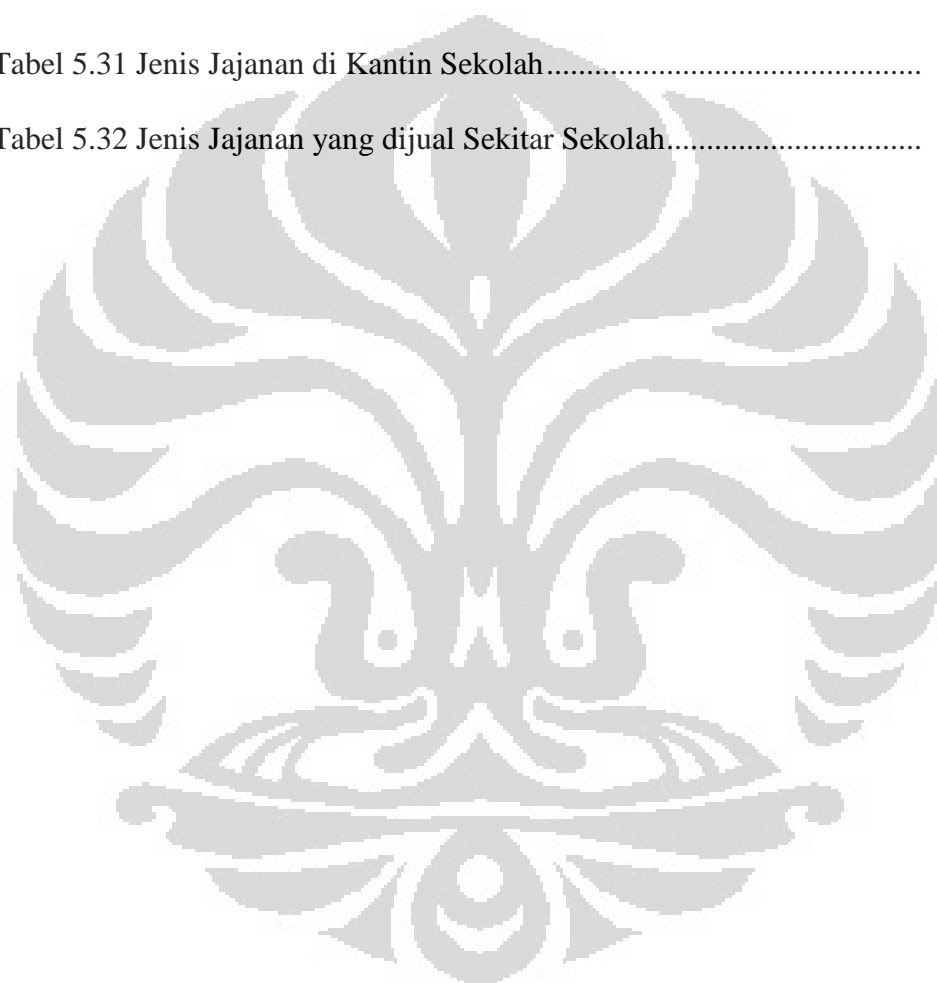 Tabel 5.31 Jenis Jajanan di Kantin Sekolah..............................................
Tabel 5.32 Jenis Jajanan yang dijual Sekitar Sekolah...............................